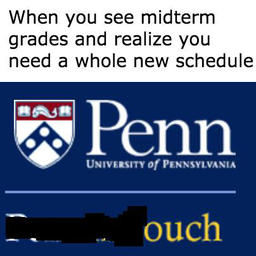 When you see midterm
grades and realize you
need a whole new schedule
Penn
UNIVERSITY of PENNSYLVANIA
ouch